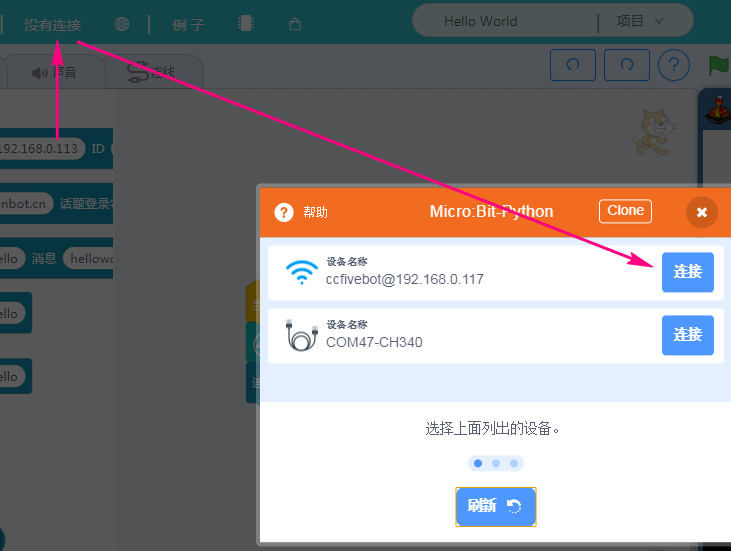 没有连接
例子
Hello World
项目
声音
连线
192.168.0.113 ID
nbot.cn 话题登录名
ello 消息 hellowo
ello
ello
? 帮助 Micro:Bit-Python Clone
设备名称
ccfivebot@192.168.0.117
连接
设备名称
COM47-CH340
连接
选择上面列出的设备。
刷新